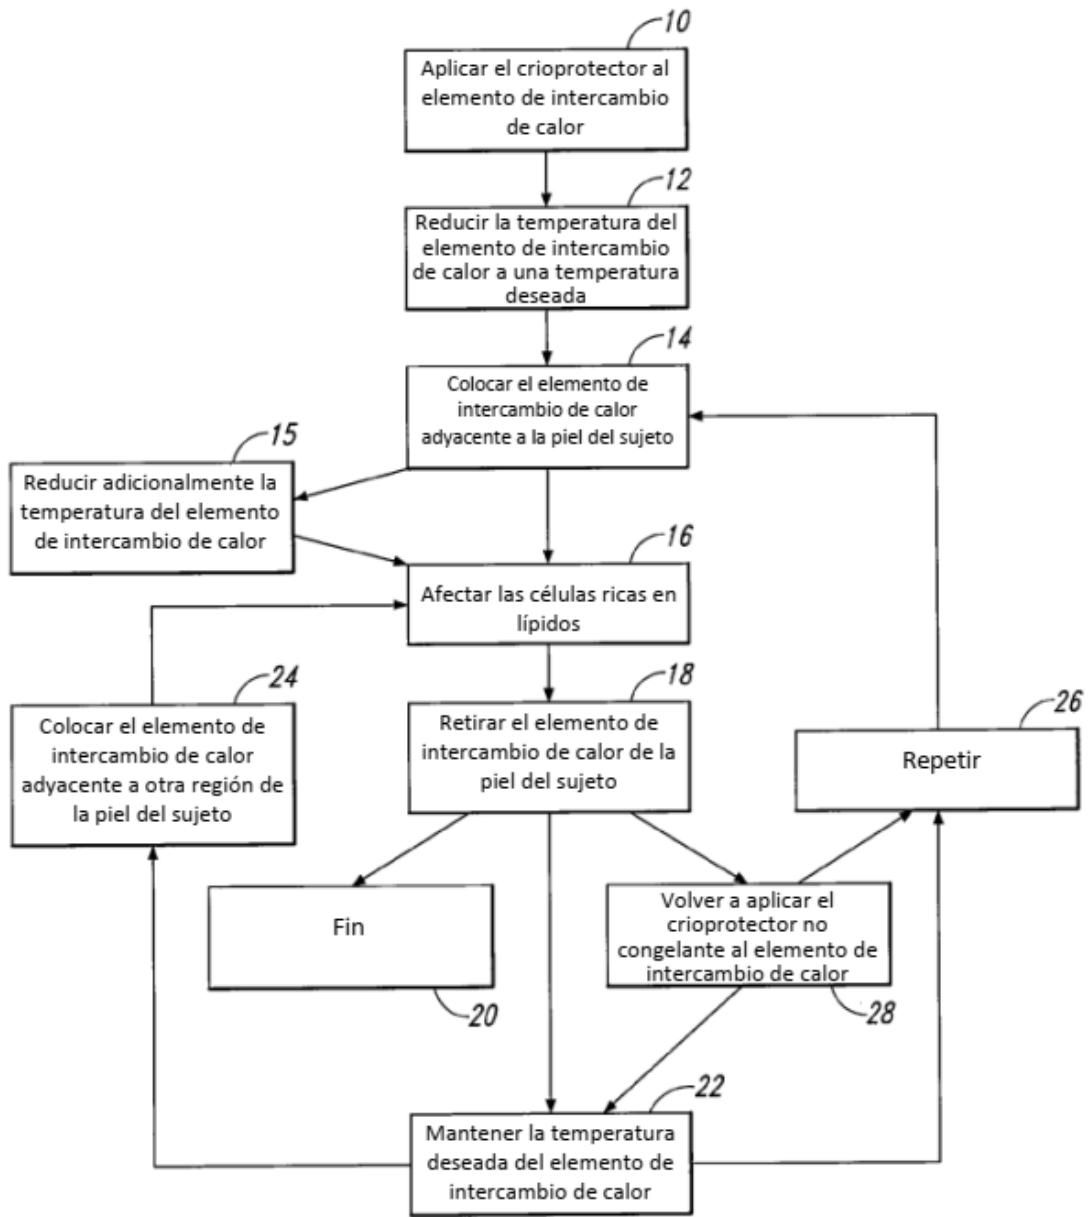 10
Aplicar el crioprotector al
elemento de intercambio
de calor
12
Reducir la temperatura del
elemento de intercambio
de calor a una temperatura
deseada
14
Colocar el elemento de
intercambio de calor
adyacente a la piel del sujeto
15
Reducir adicionalmente la
temperatura del elemento
de intercambio de calor
16
Afectar las células ricas en
lípidos
24
Colocar el elemento de
intercambio de calor
adyacente a otra región de
la piel del sujeto
18
Retirar el elemento de
intercambio de calor de la
piel del sujeto
26
Repetir
Fin
20
Volver a aplicar el
crioprotector no
congelante al elemento de
intercambio de calor
28
22
Mantener la temperatura
deseada del elemento de
intercambio de calor